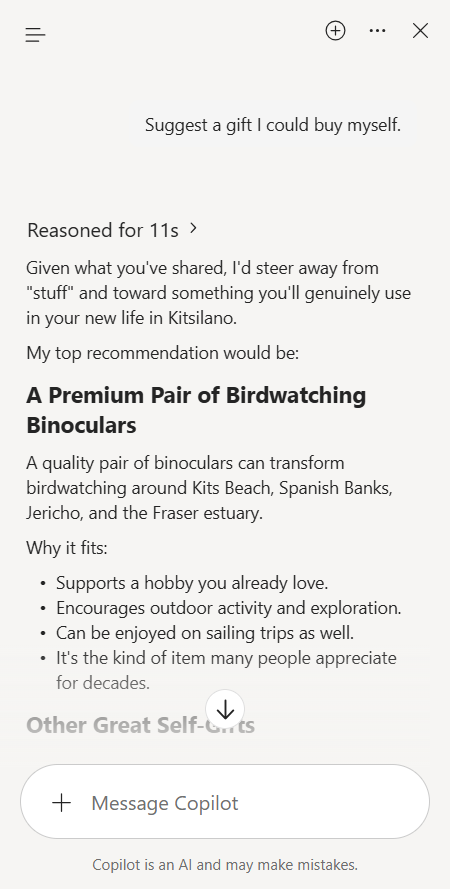 Suggest a gift I could buy myself.
Reasoned for 11s
Given what you've shared, I'd steer away from
"stuff" and toward something you'll genuinely use
in your new life in Kitsilano.
My top recommendation would be:
A Premium Pair of Birdwatching
Binoculars
A quality pair of binoculars can transform
birdwatching around Kits Beach, Spanish Banks,
Jericho, and the Fraser estuary.
Why it fits:
• Supports a hobby you already love.
• Encourages outdoor activity and exploration.
• Can be enjoyed on sailing trips as well.
• It's the kind of item many people appreciate
for decades.
Other Great Self-Gifts
Message Copilot
Copilot is an AI and may make mistakes.